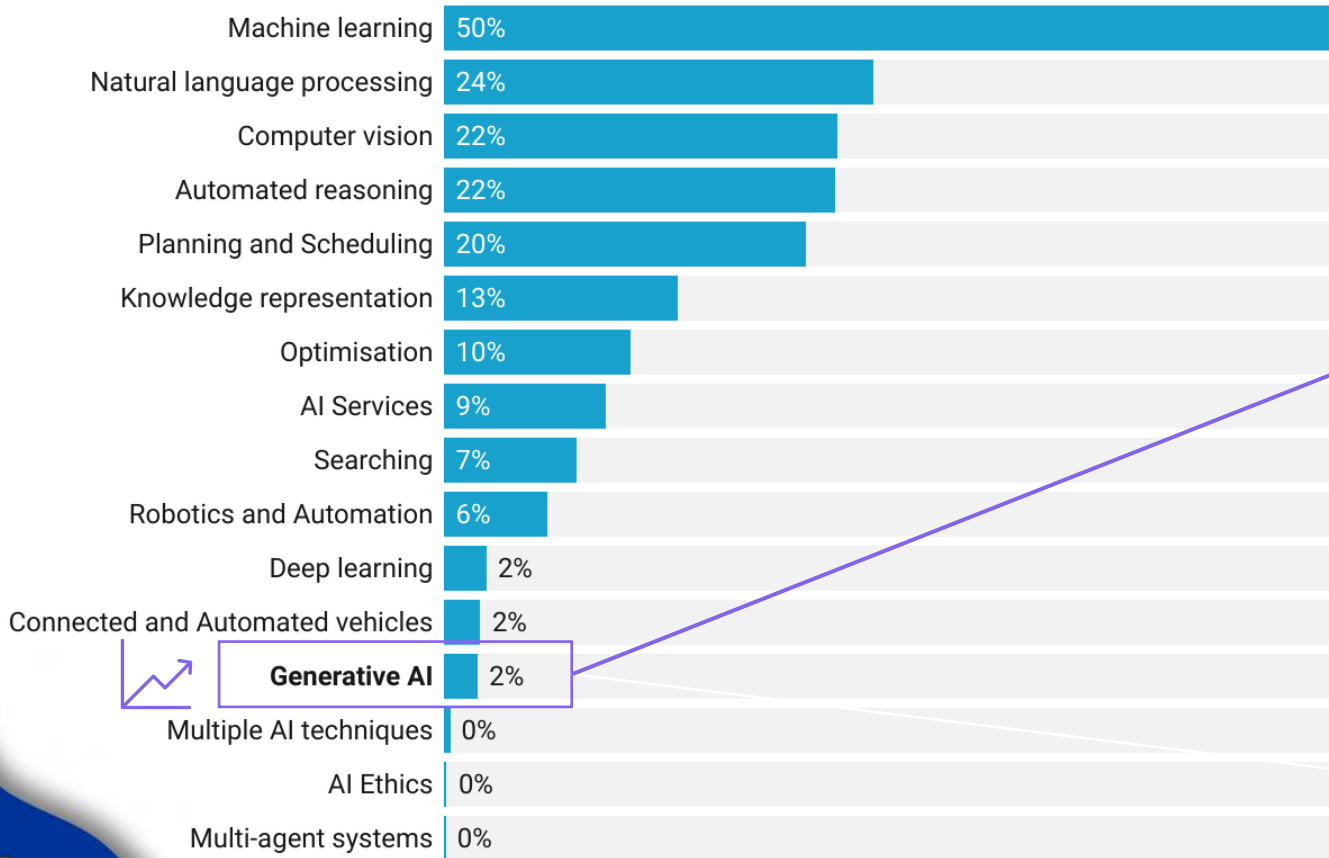 Machine learning 50%
Natural language processing 24%
Computer vision 22%
Automated reasoning 22%
Planning and Scheduling 20%
Knowledge representation 13%
Optimisation 10%
AI Services 9%
Searching 7%
Robotics and Automation 6%
Deep learning 2%
Connected and Automated vehicles 2%
Generative AI 2%
Multiple AI techniques 0%
AI Ethics 0%
Multi-agent systems 0%